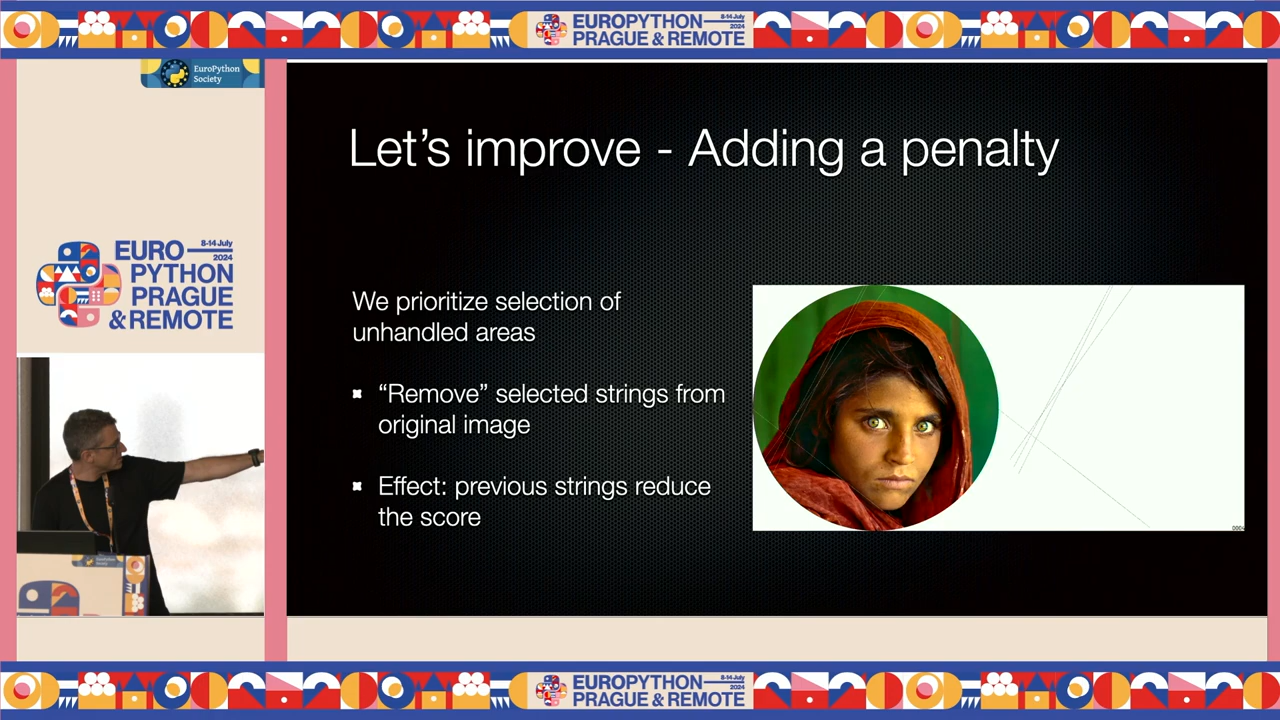 EUROPYTHON
8-14 July
2024
PRAGUE & REMOTE
EuroPython
Society
EURO
8-14 July
2024
PYTHON
PRAGUE
& REMOTE
Let's improve - Adding a penalty
We prioritize selection of
unhandled areas
"Remove" selected strings from
original image
Effect: previous strings reduce
the score
EUROPYTHON
8-14 July
2024
PRAGUE & REMOTE